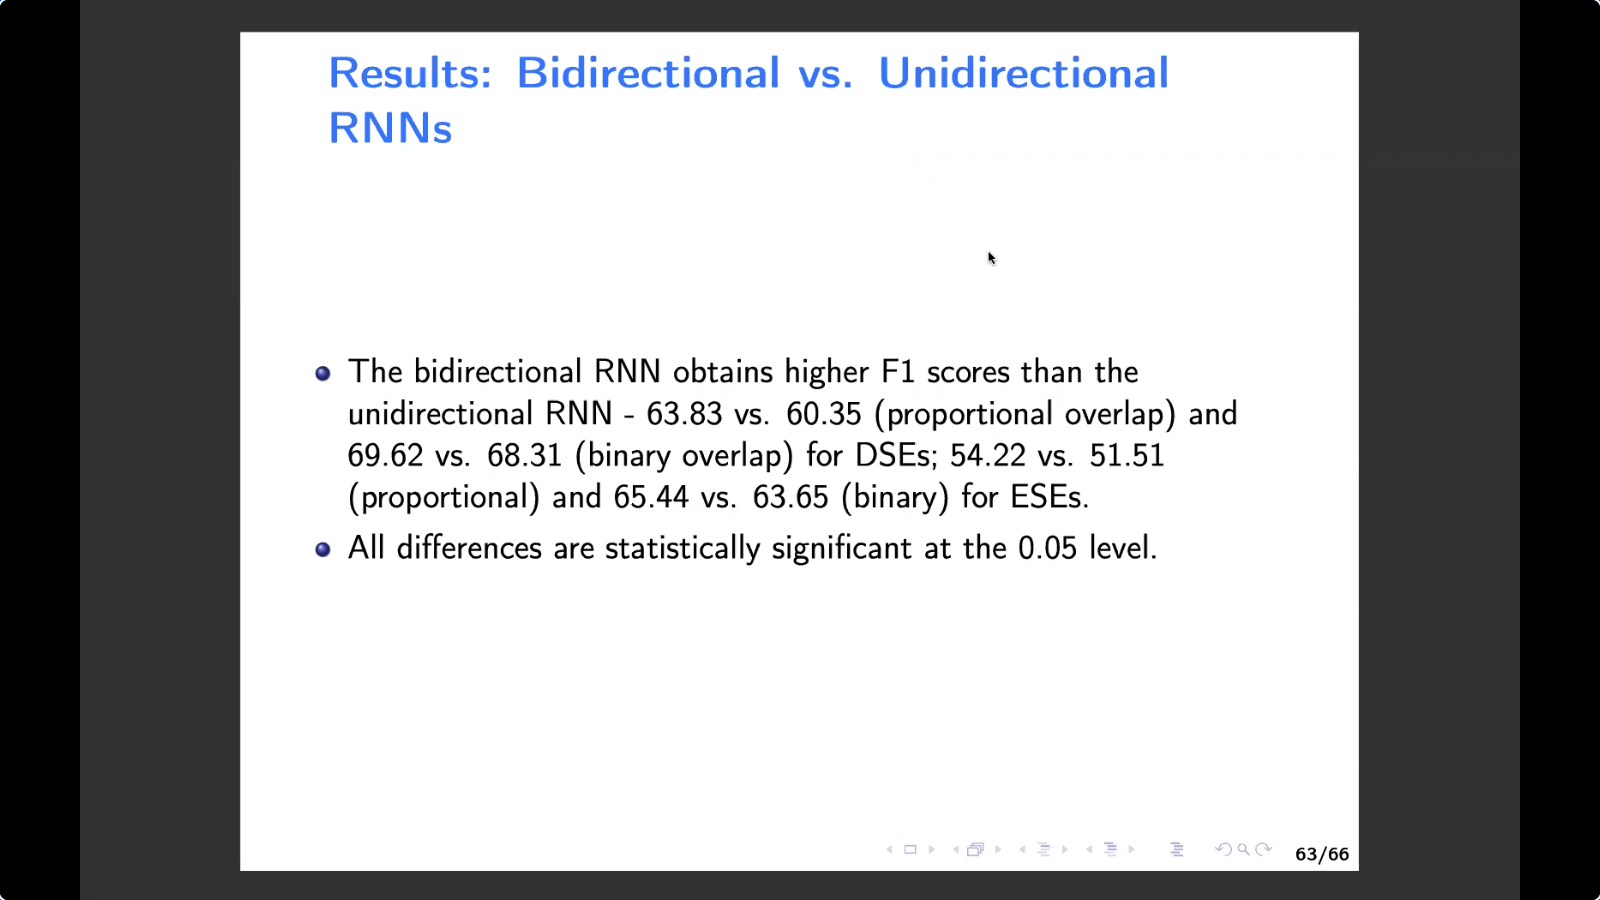 Results: Bidirectional vs. Unidirectional
RNNs
The bidirectional RNN obtains higher F1 scores than the
unidirectional RNN - 63.83 vs. 60.35 (proportional overlap) and
69.62 vs. 68.31 (binary overlap) for DSEs; 54.22 vs. 51.51
(proportional) and 65.44 vs. 63.65 (binary) for ESEs.
All differences are statistically significant at the 0.05 level.
63/66